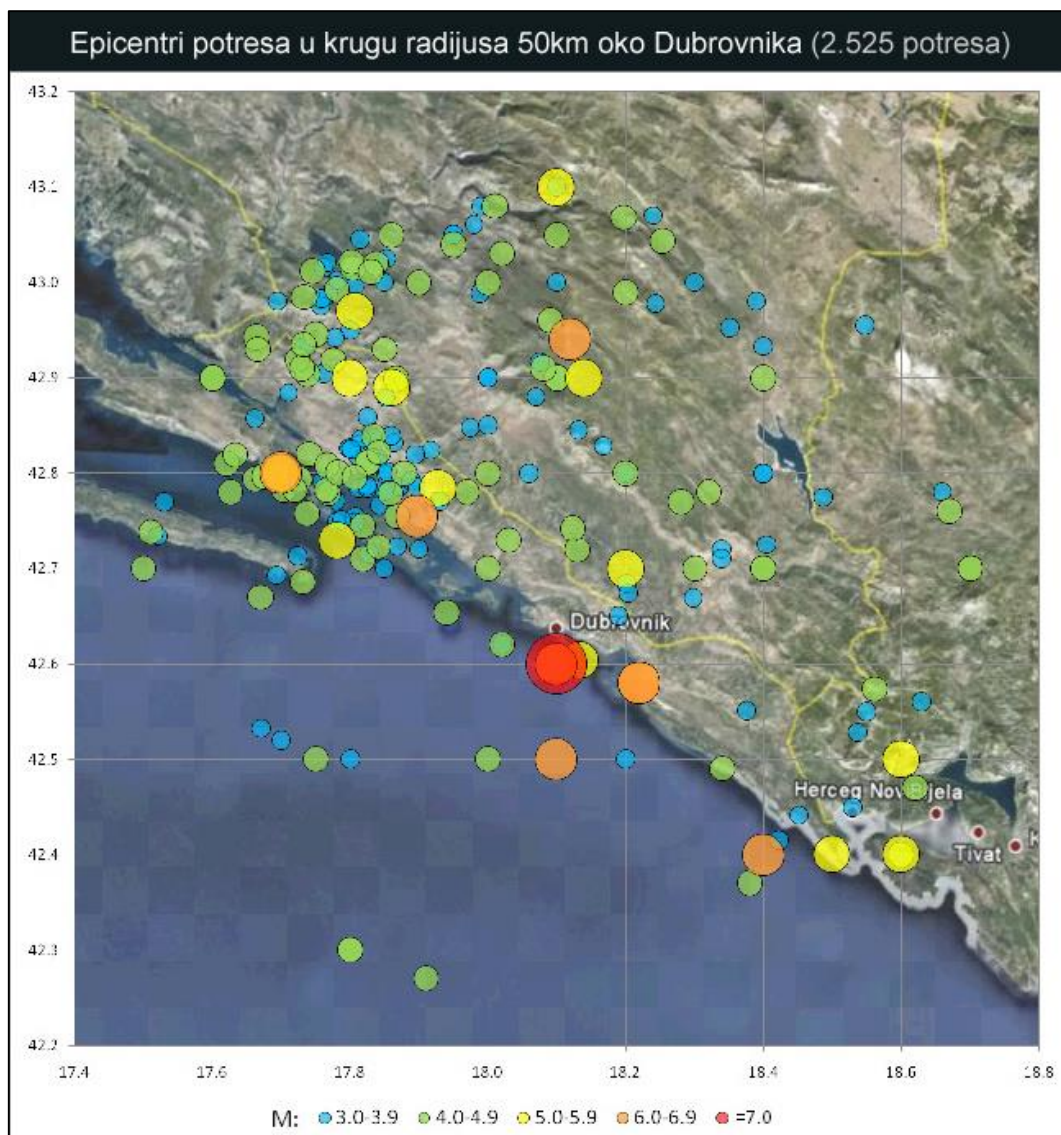 Epicentri potresa u krugu radijusa 50km oko Dubrovnika (2.525 potresa)
43.2
43.1
43.0
42.9
42.8
42.7
Dubrovnik
42.6
42.5
Herceg Novi
Bijela
42.4
Tivat
K
42.3
42.2
17.4 17.6 17.8 18.0 18.2 18.4 18.6 18.8
M: 3.0-3.9 4.0-4.9 5.0-5.9 6.0-6.9 =7.0